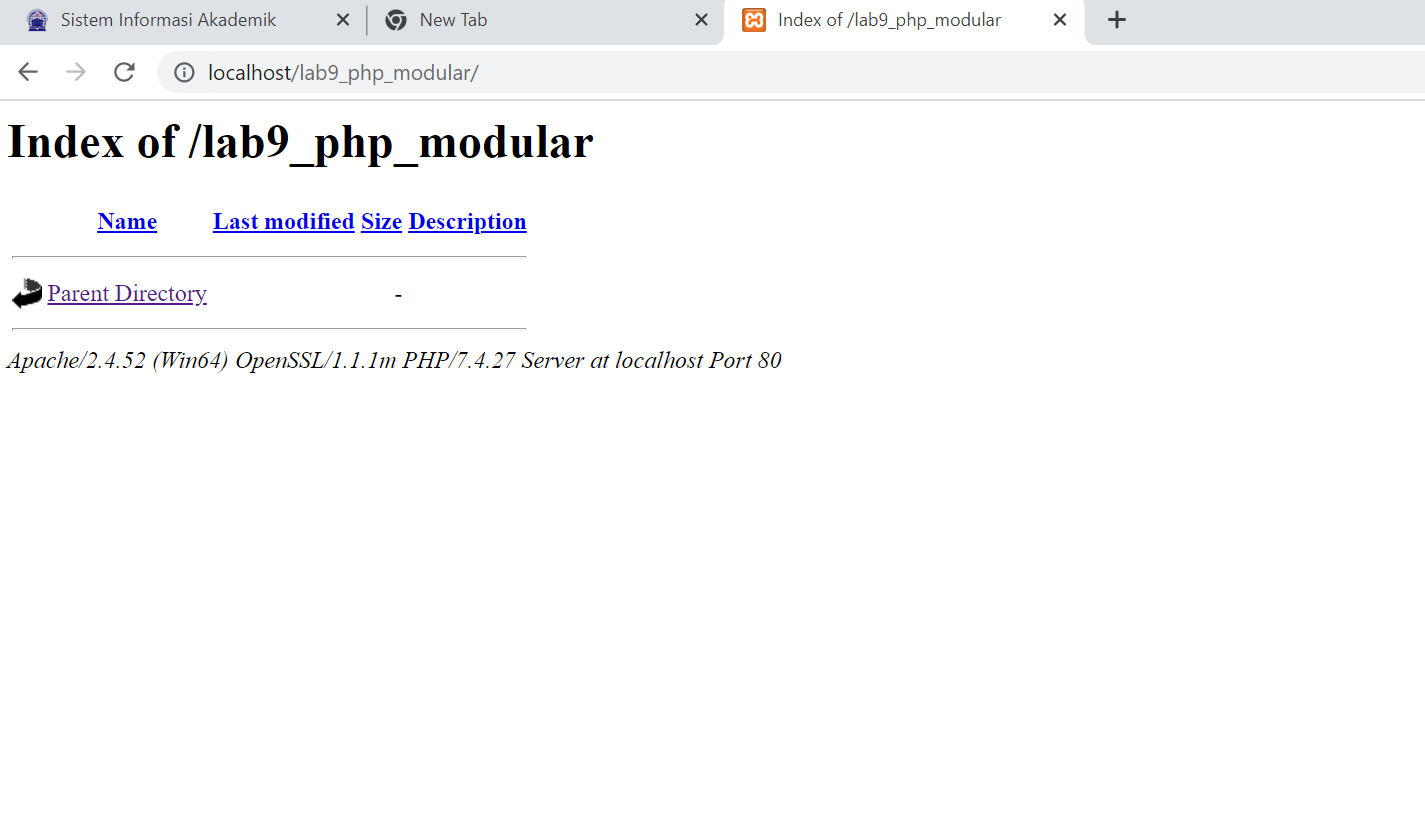 Sistem Informasi Akademik
New Tab
Index of /lab9_php_modular
localhost/lab9_php_modular/
Index of /lab9_php_modular
Name Last modified Size Description
Parent Directory -
Apache/2.4.52 (Win64) OpenSSL/1.1.1m PHP/7.4.27 Server at localhost Port 80